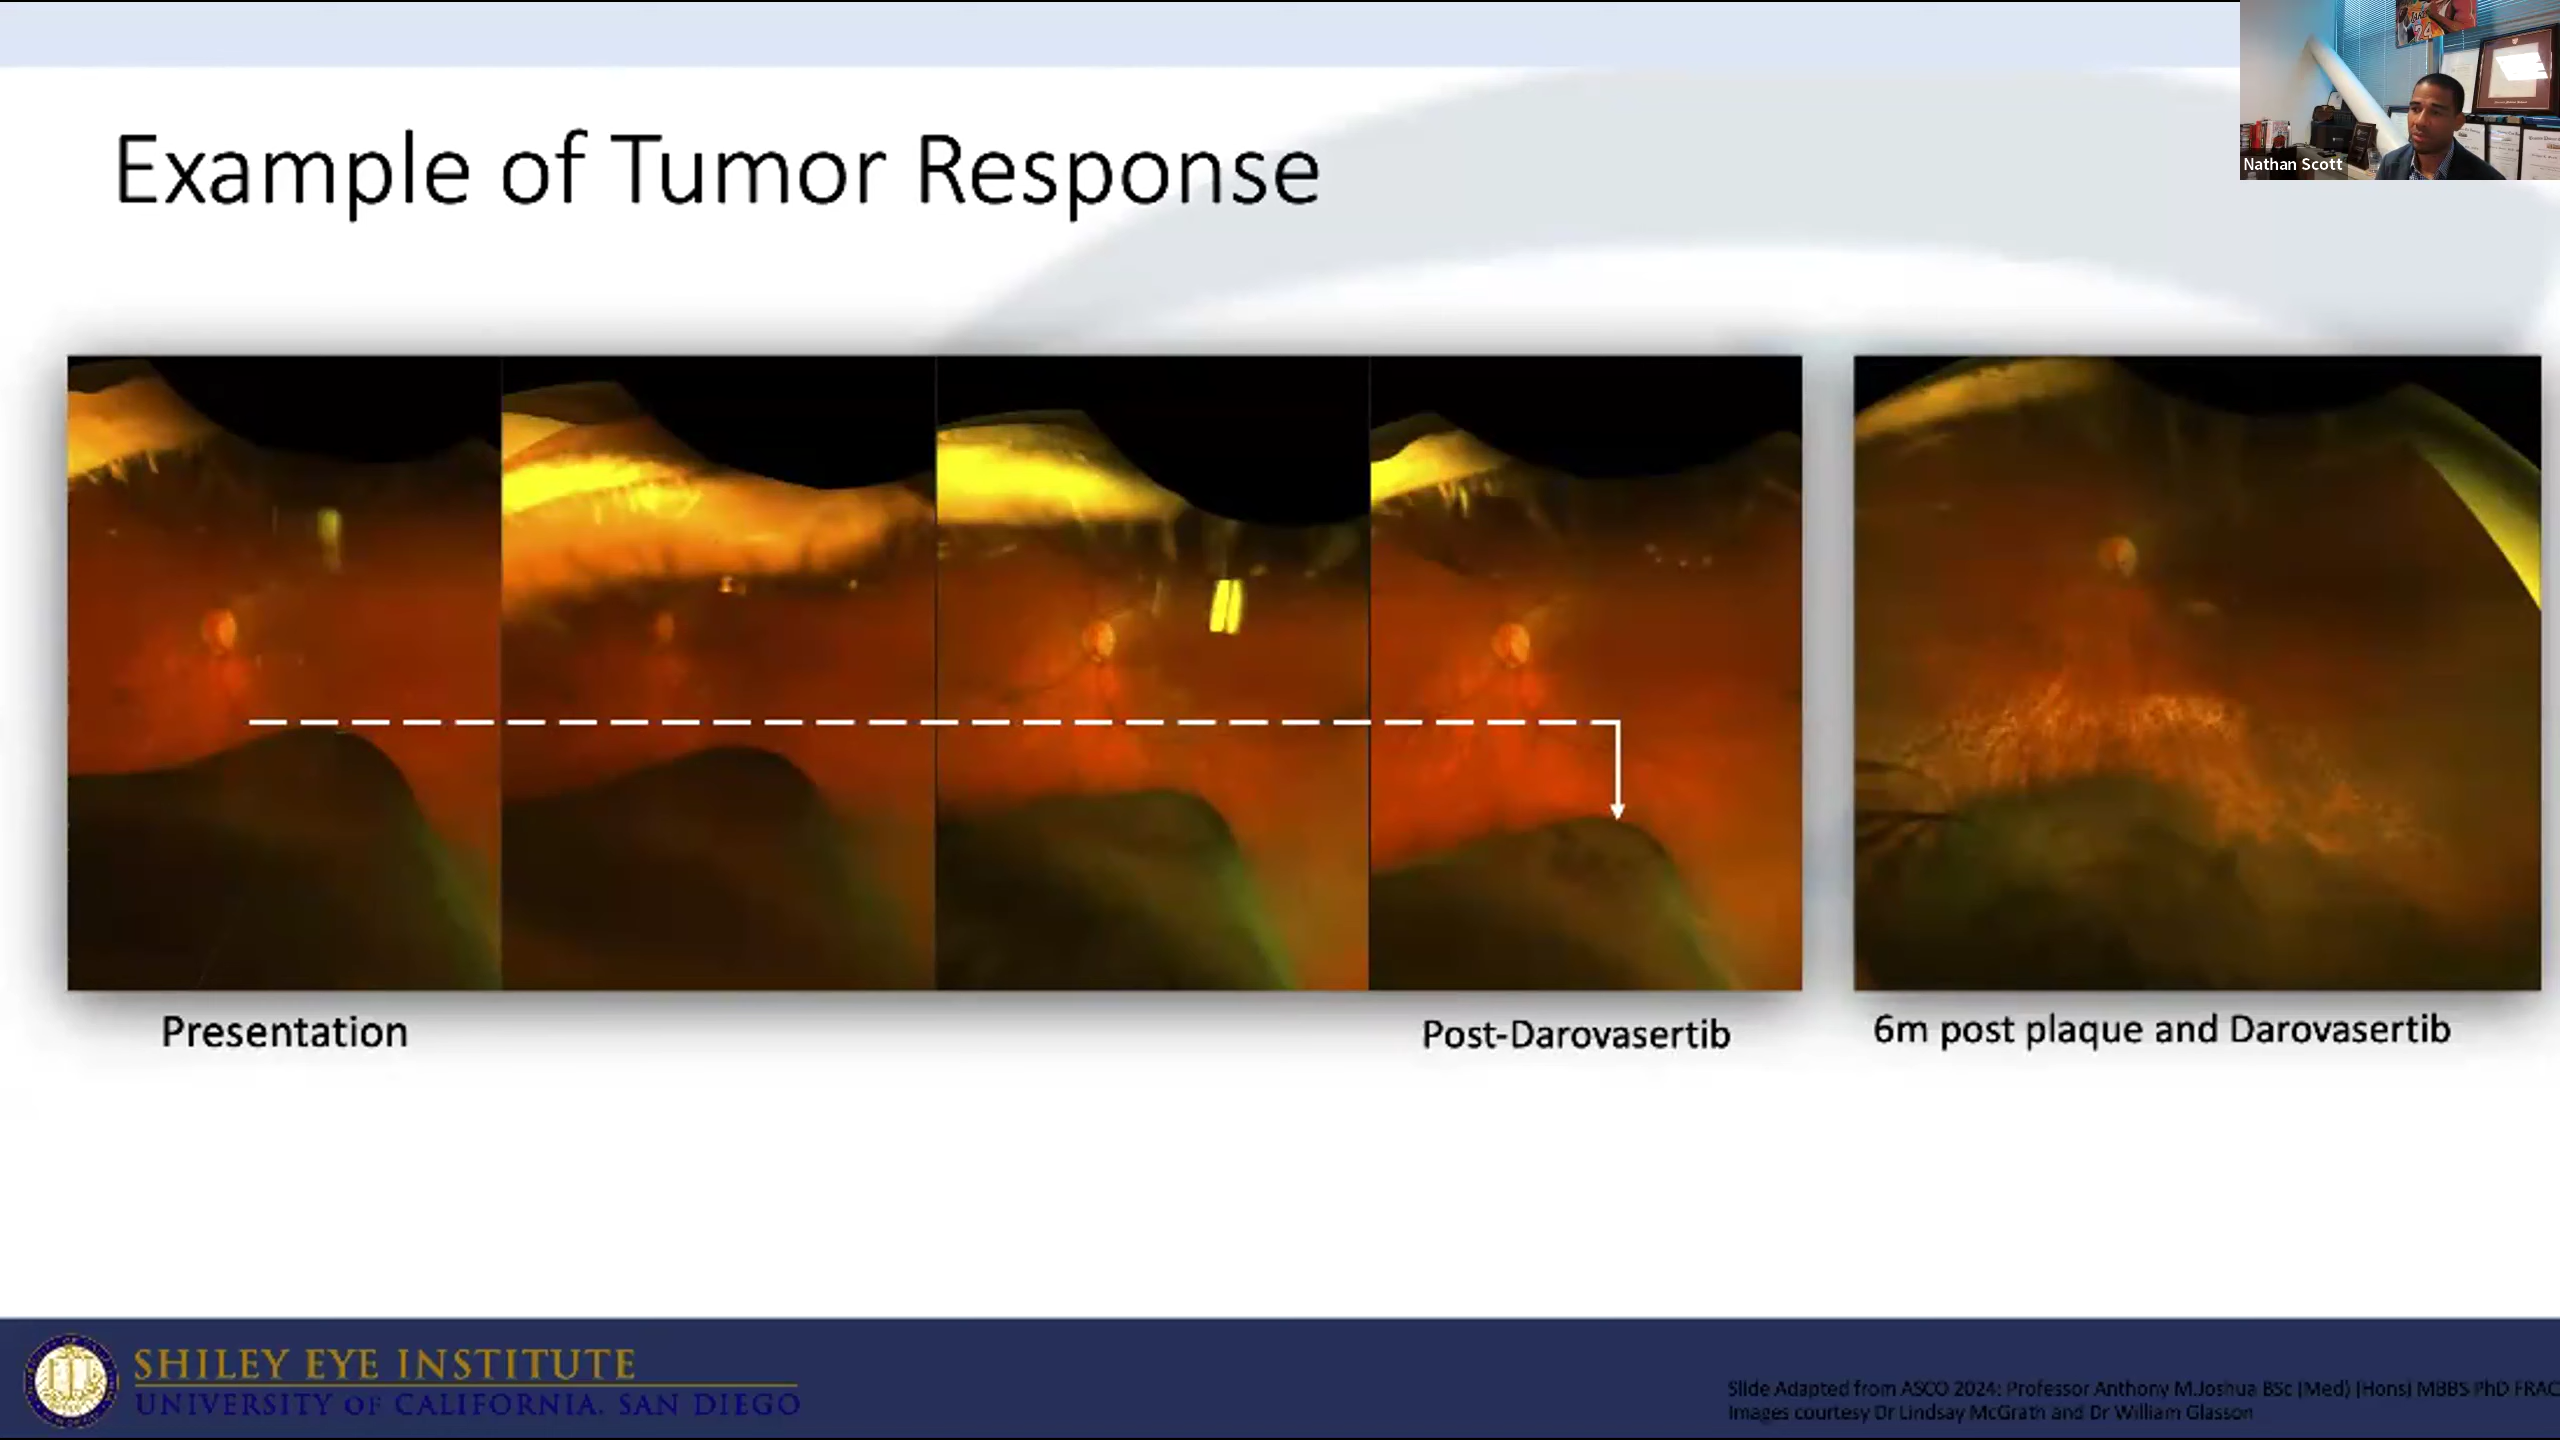 Example of Tumor Response
Nathan Scott
24
Presentation
Post-Darovasertib
6m post plaque and Darovasertib
SHILEY EYE INSTITUTE
UNIVERSITY OF CALIFORNIA, SAN DIEGO
Slide Adapted from ASCO 2024: Professor Anthony M.Joshua BSc (Med) (Hons) MBBS PhD FRAC
Images courtesy Dr Lindsay McGrath and Dr William Glasson